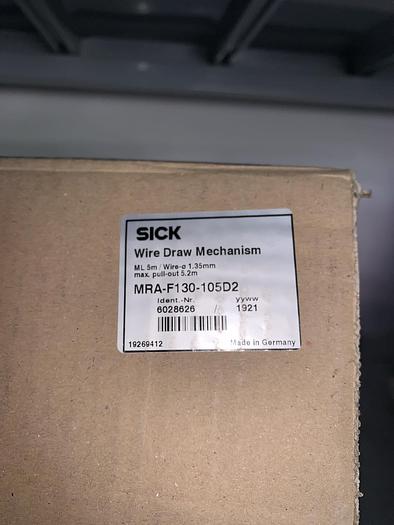 SICK
Wire Draw Mechanism
ML 5m / Wire-ø 1,35mm
max. pull-out 5.2m
MRA-F130-105D2
Ident.-Nr. yyww
6028626 / 1921
19269412 Made in Germany